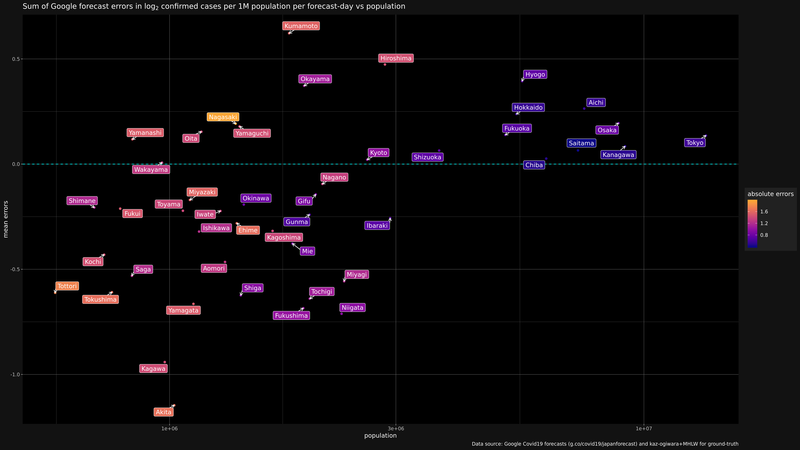 Sum of Google forecast errors in log₂ confirmed cases per 1M population per forecast-day vs population
Kumamoto
0.5
Hiroshima
Okayama
Hyogo
Aichi
Hokkaido
Nagasaki
Yamanashi
Oita
Yamaguchi
Fukuoka
Osaka
Saitama
Tokyo
Kyoto
Shizuoka
Kanagawa
0.0
Chiba
Wakayama
Nagano
Miyazaki
Shimane
Toyama
Okinawa
Gifu
Fukui
Iwate
Ishikawa
Ehime
Gunma
Ibaraki
Kagoshima
Mie
Kochi
Saga
Aomori
-0.5
Miyagi
Tottori
Tokushima
Shiga
Tochigi
Yamagata
Fukushima
Niigata
Kagawa
-1.0
Akita
mean errors
absolute errors
1.6
1.2
0.8
1e+06
3e+06
1e+07
population
Data source: Google Covid19 forecasts (g.co/covid19/japanforecast) and kaz-ogiwara+MHLW for ground-truth